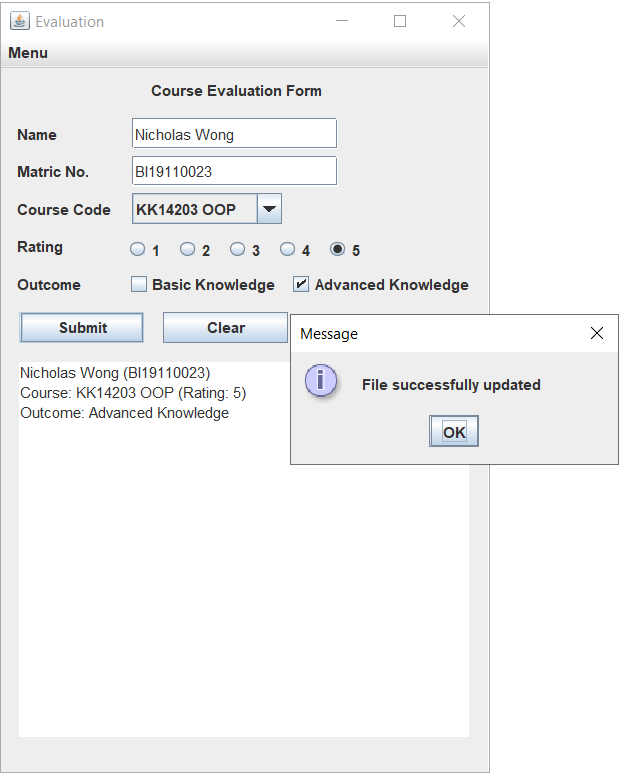 Evaluation
Menu
Course Evaluation Form
Name Nicholas Wong
Matric No. BI19110023
Course Code KK14203 OOP
Rating 1 2 3 4 5
Outcome Basic Knowledge Advanced Knowledge
Submit Clear
Message
File successfully updated
OK
Nicholas Wong (BI19110023)
Course: KK14203 OOP (Rating: 5)
Outcome: Advanced Knowledge